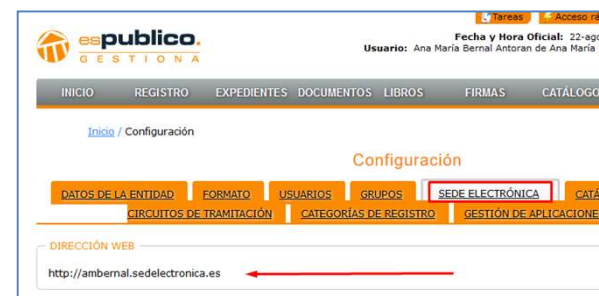 Tareas Acceso
espublico.
GESTIONA
Fecha y Hora Oficial: 22-ago
Usuario: Ana María Bernal Antoran de Ana María
INICIO REGISTRO EXPEDIENTES DOCUMENTOS LIBROS FIRMAS CATÁLOGO
Inicio / Configuración
Configuración
DATOS DE LA ENTIDAD FORMATO USUARIOS GRUPOS SEDE ELECTRÓNICA CATÁ
CIRCUITOS DE TRAMITACIÓN CATEGORÍAS DE REGISTRO GESTIÓN DE APLICACIONE
DIRECCIÓN WEB
http://ambernal.sedelectronica.es